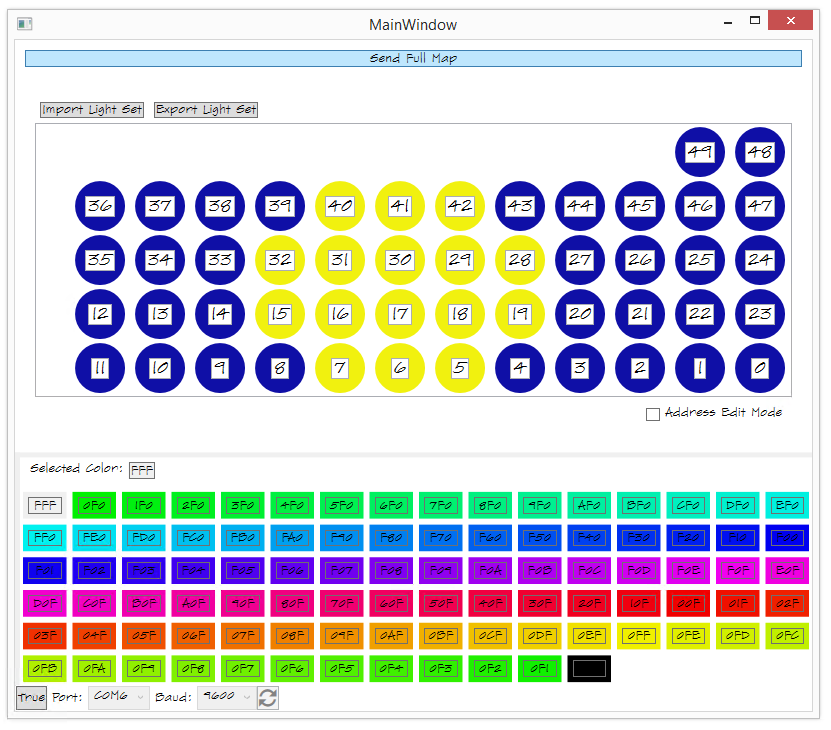 MainWindow
Send Full Map
Import Light Set Export Light Set
49 48
36 37 38 39 40 41 42 43 44 45 46 47
35 34 33 32 31 30 29 28 27 26 25 24
12 13 14 15 16 17 18 19 20 21 22 23
11 10 9 8 7 6 5 4 3 2 1 0
Address Edit Mode
Selected Color: FFF
FFF 0F0 1F0 2F0 3F0 4F0 5F0 6F0 7F0 8F0 9F0 AF0 BF0 CF0 DF0 EF0
FF0 FE0 FD0 FC0 FB0 FA0 F90 F80 F70 F60 F50 F40 F30 F20 F10 F00
F01 F02 F03 F04 F05 F06 F07 F08 F09 F0A F0B F0C F0D F0E F0F E0F
D0F C0F B0F A0F 90F 80F 70F 60F 50F 40F 30F 20F 10F 00F 01F 02F
03F 04F 05F 06F 07F 08F 09F 0AF 0BF 0CF 0DF 0EF 0FF 0FE 0FD 0FC
0FB 0FA 0F9 0F8 0F7 0F6 0F5 0F4 0F3 0F2 0F1
True Port: COM6 Baud: 9600